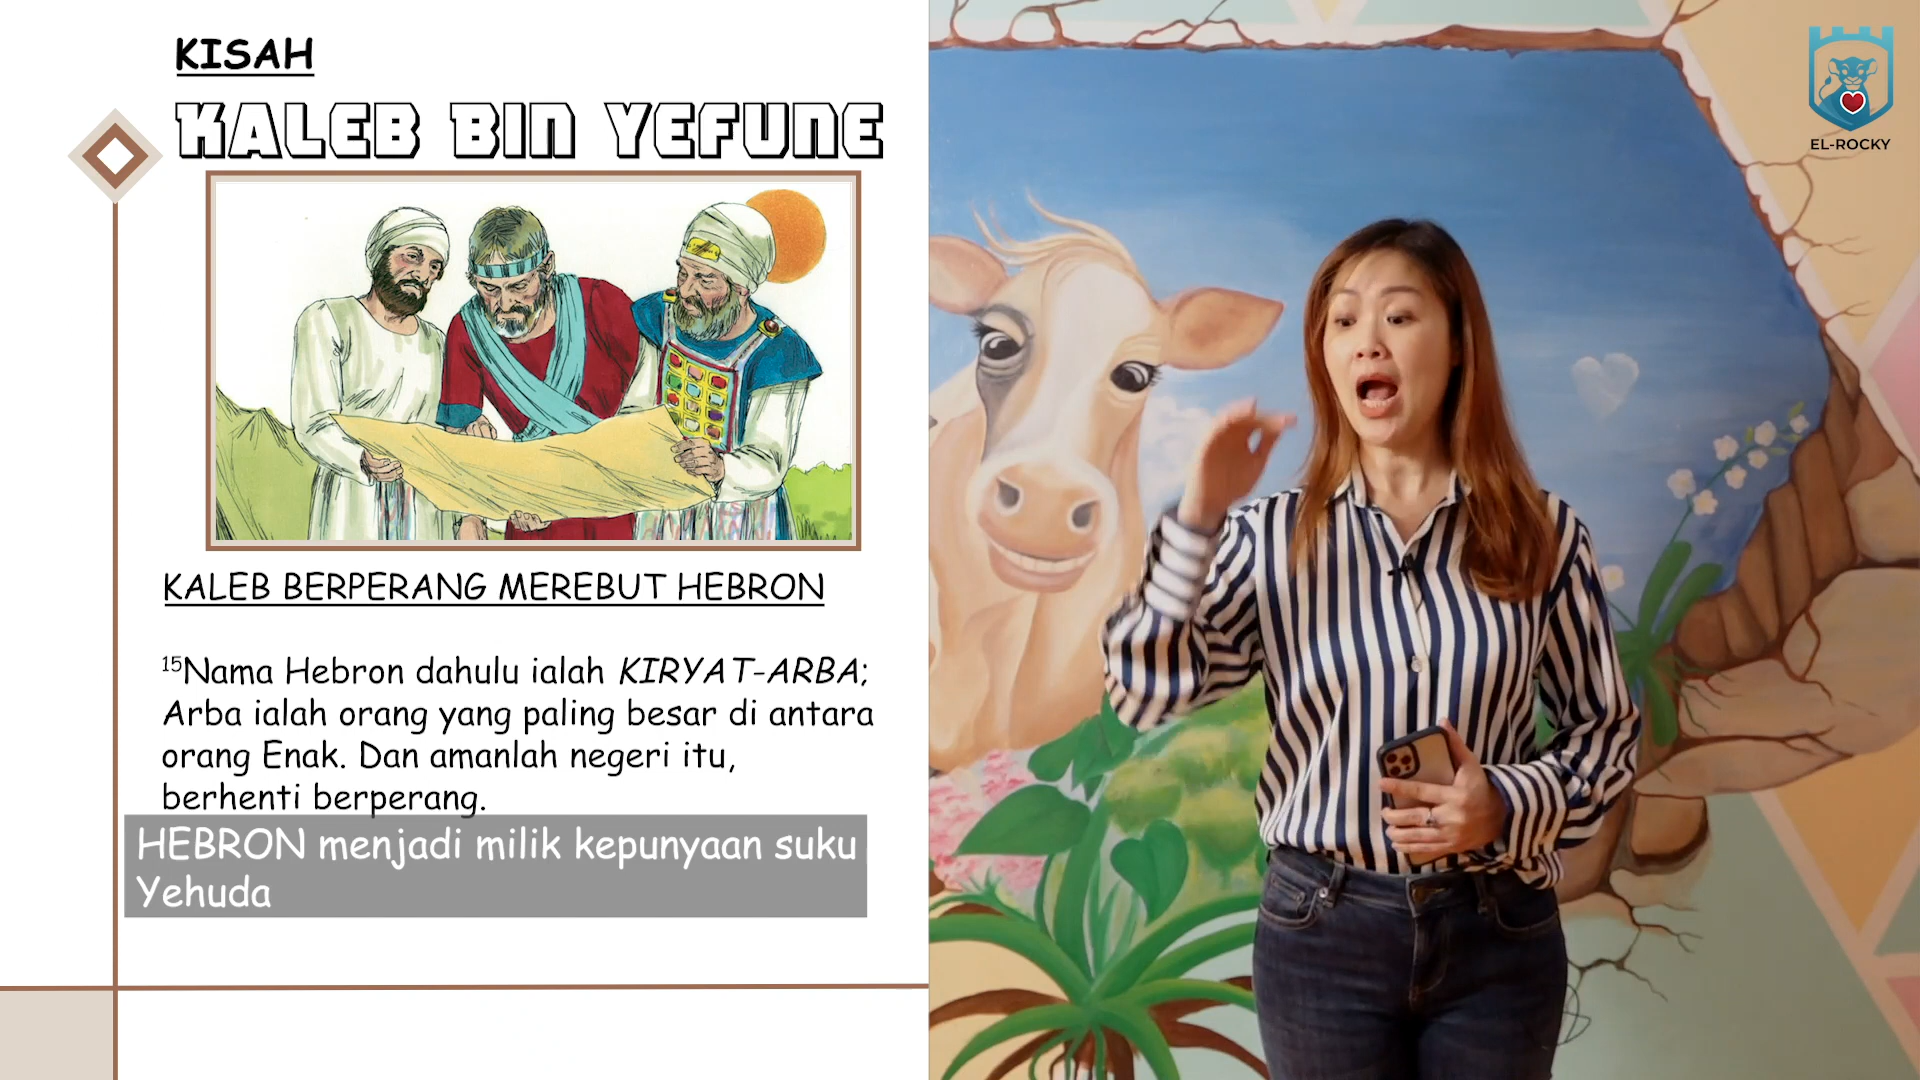 KISAH
KALEB BIN YEFUNE
KALEB BERPERANG MEREBUT HEBRON
15Nama Hebron dahulu ialah KIRYAT-ARBA;
Arba ialah orang yang paling besar di antara
orang Enak. Dan amanlah negeri itu,
berhenti berperang.
HEBRON menjadi milik kepunyaan suku
Yehuda
EL-ROCKY